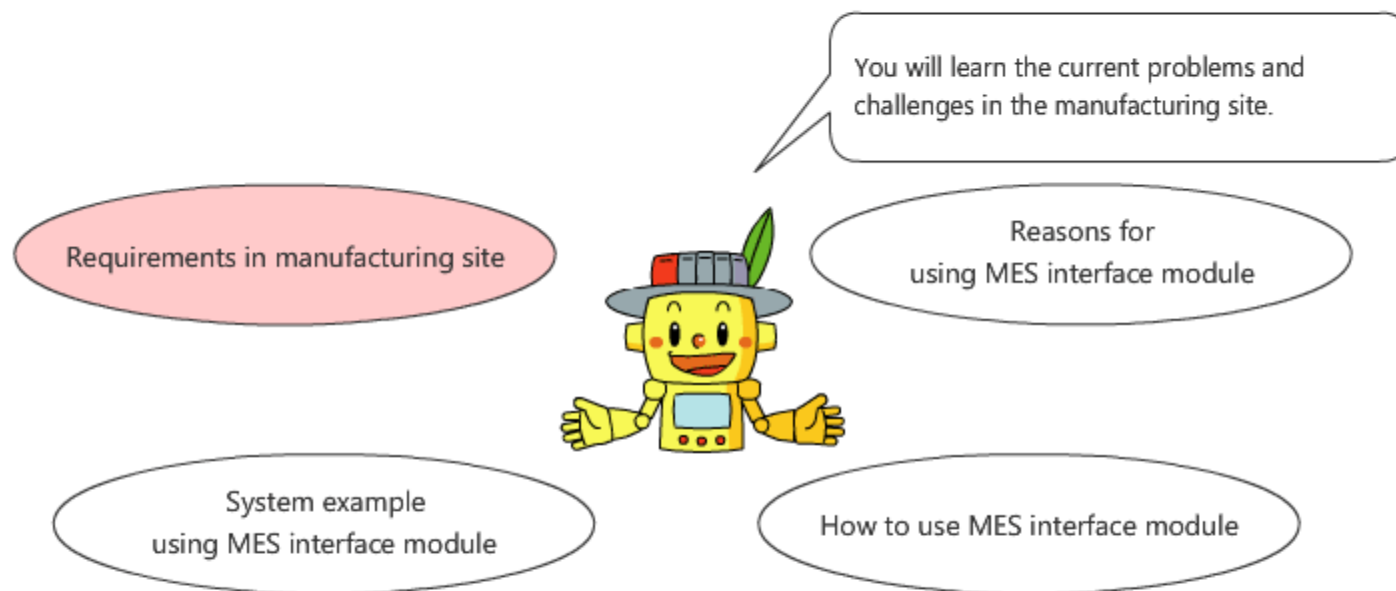 You will learn the current problems and
challenges in the manufacturing site.
Requirements in manufacturing site
Reasons for
using MES interface module
System example
using MES interface module
How to use MES interface module